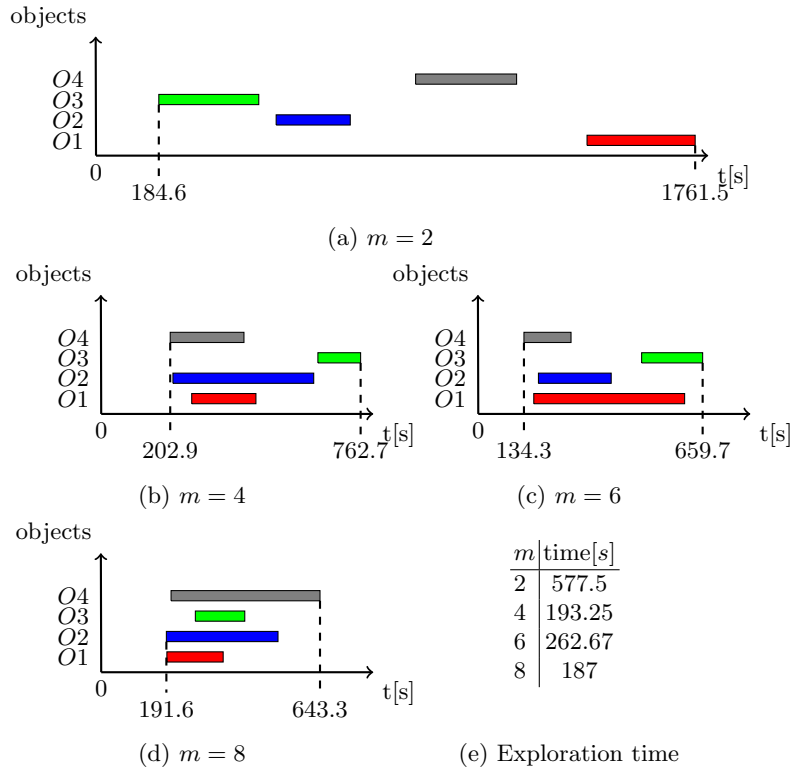 objects
O4
O3
O2
O1
0
184.6
1761.5
t[s]
(a) m = 2
objects
O4
O3
O2
O1
0
202.9
762.7
t[s]
(b) m = 4
objects
O4
O3
O2
O1
0
134.3
659.7
t[s]
(c) m = 6
objects
O4
O3
O2
O1
0
191.6
643.3
t[s]
(d) m = 8
m time[s]
2 577.5
4 193.25
6 262.67
8 187
(e) Exploration time